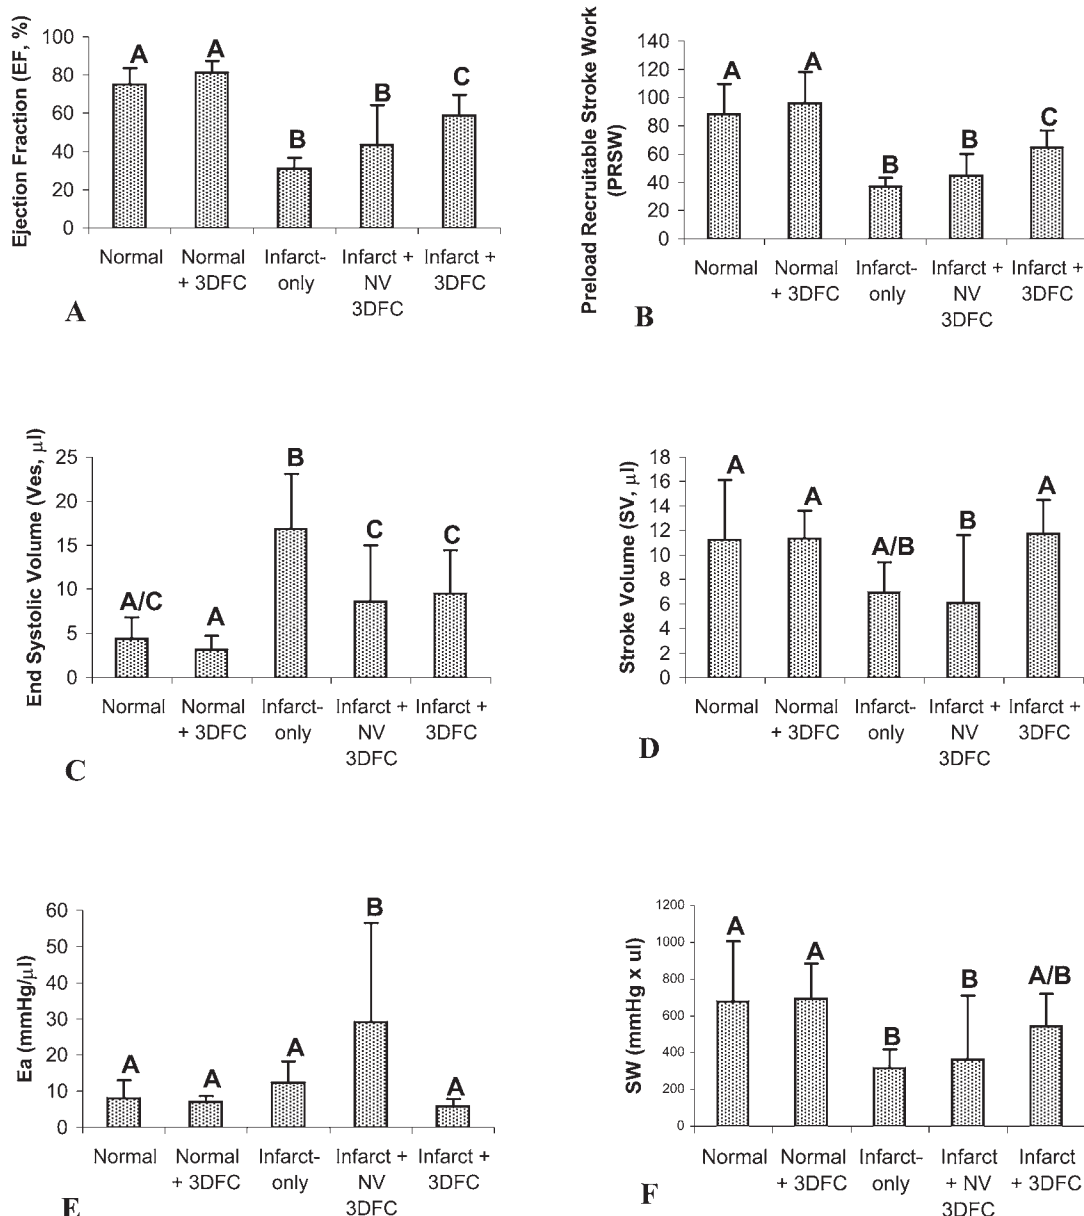 Ejection Fraction (EF, %)
100
80
60
40
20
0
A
A
B
B
C
Normal
Normal + 3DFC
Infarct-only
Infarct + NV 3DFC
Infarct + 3DFC
A
Preload Recruitable Stroke Work (PRSW)
140
120
100
80
60
40
20
0
A
A
B
B
C
Normal
Normal + 3DFC
Infarct-only
Infarct + NV 3DFC
Infarct + 3DFC
B
End Systolic Volume (Ves, µl)
25
20
15
10
5
0
A/C
A
B
C
C
Normal
Normal + 3DFC
Infarct-only
Infarct + NV 3DFC
Infarct + 3DFC
C
Stroke Volume (SV, µl)
18
16
14
12
10
8
6
4
2
0
A
A
A/B
B
A
Normal
Normal + 3DFC
Infarct-only
Infarct + NV 3DFC
Infarct + 3DFC
D
Ea (mmHg/µl)
60
50
40
30
20
10
0
A
A
A
B
A
Normal
Normal + 3DFC
Infarct-only
Infarct + NV 3DFC
Infarct + 3DFC
E
SW (mmHg x ul)
1200
1000
800
600
400
200
0
A
A
B
B
A/B
Normal
Normal + 3DFC
Infarct-only
Infarct + NV 3DFC
Infarct + 3DFC
F